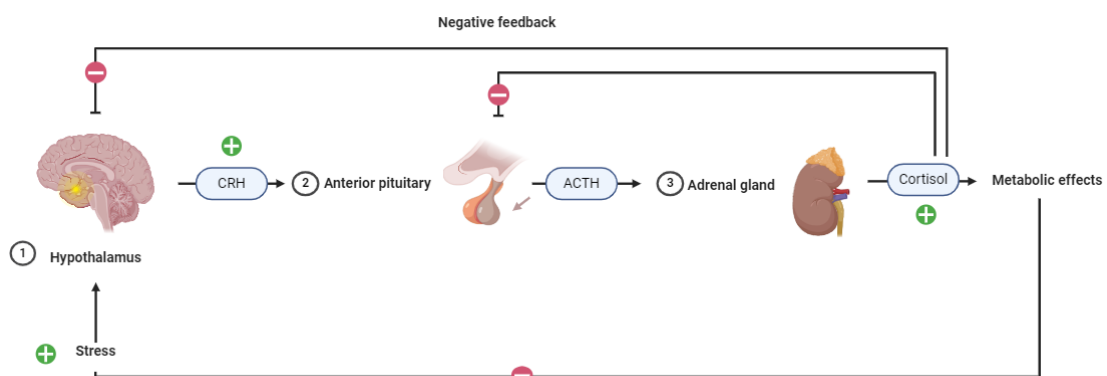 Negative feedback
CRH
2 Anterior pituitary
ACTH
3 Adrenal gland
Cortisol
Metabolic effects
1 Hypothalamus
Stress